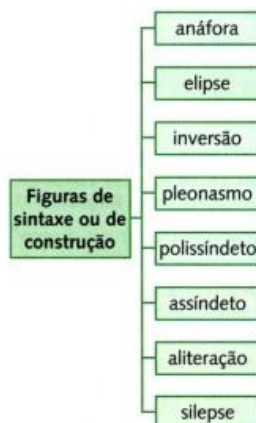 anáfora
elipse
inversão
Figuras de
sintaxe ou de
construção
pleonasmo
polissíndeto
assíndeto
aliteração
silepse